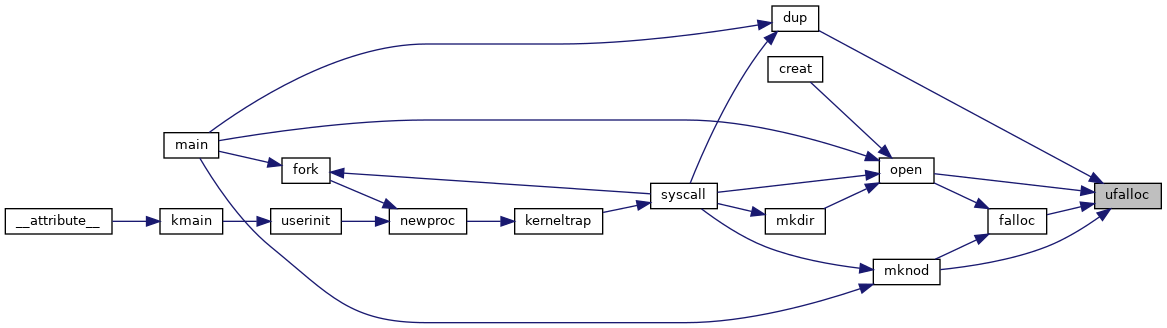 dup
creat
main
fork
open
syscall
ufalloc
__attribute__
kmain
userinit
newproc
kerneltrap
mkdir
falloc
mknod